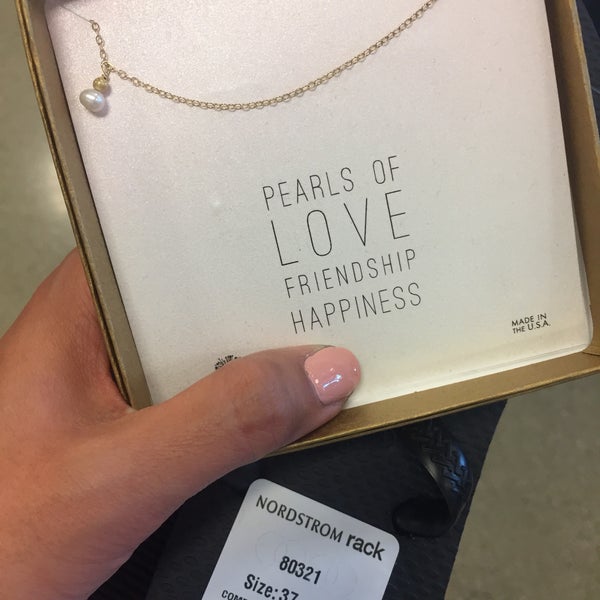 PEARLS OF
LOVE
FRIENDSHIP
HAPPINESS
MADE IN
THE U.S.A.
NORDSTROM rack
80321
Size:37